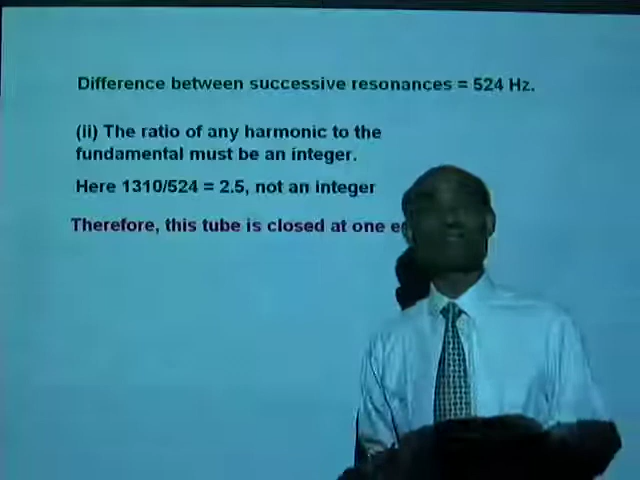 Difference between successive resonances = 524 Hz.
(ii) The ratio of any harmonic to the
fundamental must be an integer.
Here 1310/524 = 2.5, not an integer
Therefore, this tube is closed at one